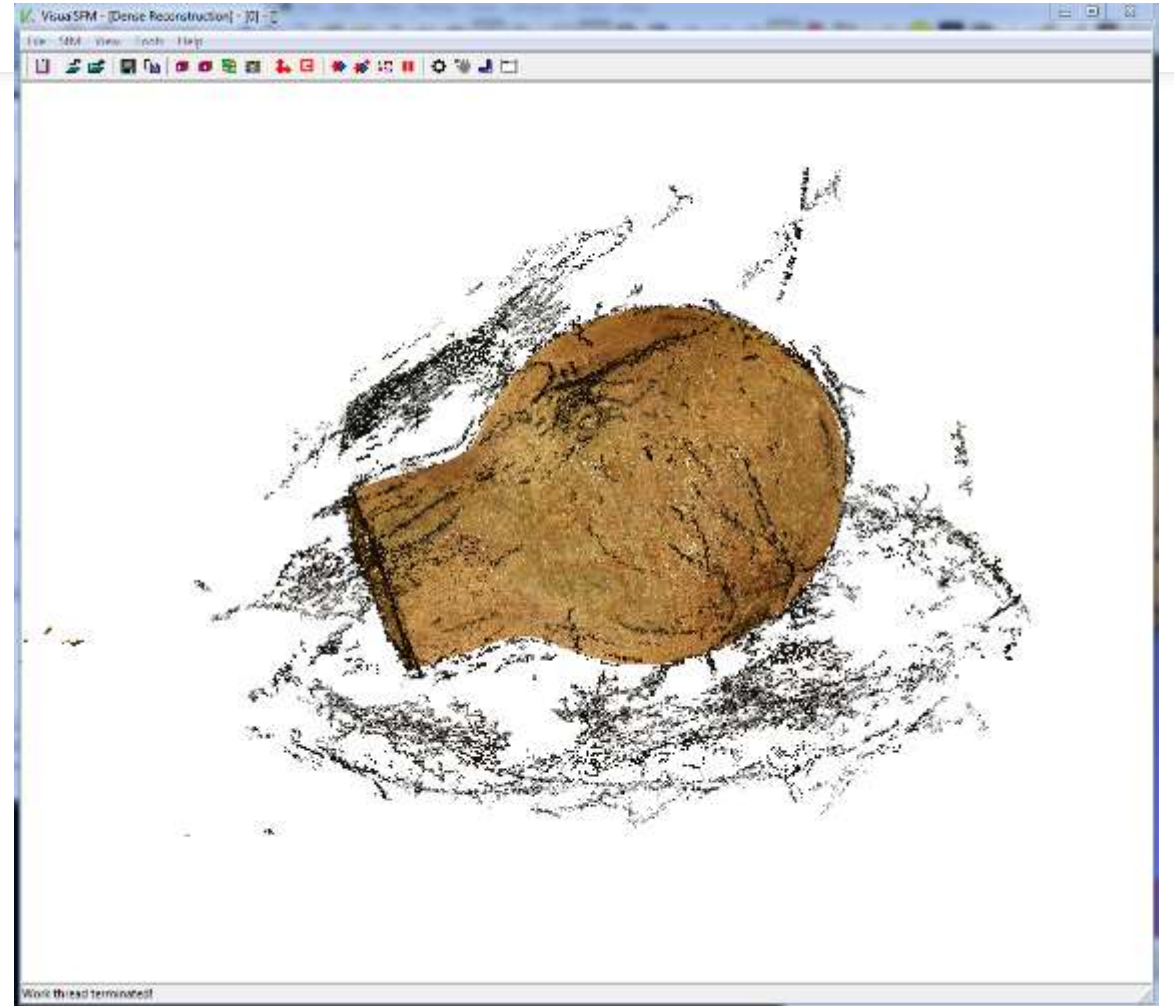 VisualSFM - [Dense Reconstruction] - [0] - []
File SfM View Tools Help
Work thread terminated!